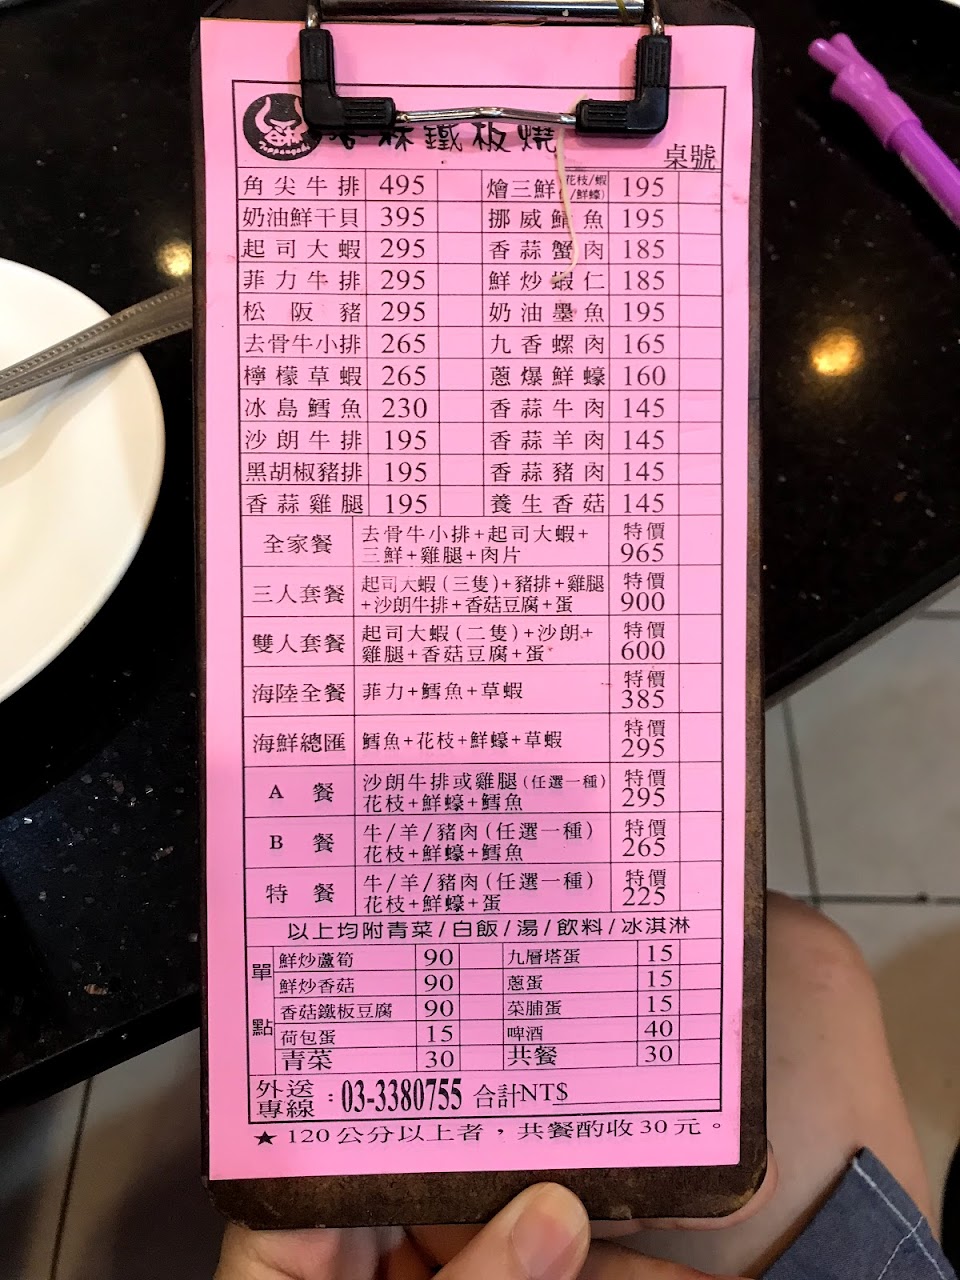 林鐵板燒
桌號
角尖牛排 495 燴三鮮(花枝/蝦/鮮蠔) 195
奶油鮮干貝 395 挪威鯖魚 195
起司大蝦 295 香蒜蟹肉 185
菲力牛排 295 鮮炒蝦仁 185
松阪豬 295 奶油墨魚 195
去骨牛小排 265 九香螺肉 165
檸檬草蝦 265 蔥爆鮮蠔 160
冰島鱈魚 230 香蒜牛肉 145
沙朗牛排 195 香蒜羊肉 145
黑胡椒豬排 195 香蒜豬肉 145
香蒜雞腿 195 養生香菇 145
全家餐 去骨牛小排+起司大蝦+ 特價
三鮮+雞腿+肉片 965
三人套餐 起司大蝦(三隻)+豬排+雞腿 特價
+沙朗牛排+香菇豆腐+蛋 900
雙人套餐 起司大蝦(二隻)+沙朗+ 特價
雞腿+香菇豆腐+蛋 600
海陸全餐 菲力+鱈魚+草蝦 特價
385
海鮮總匯 鱈魚+花枝+鮮蠔+草蝦 特價
295
A 餐 沙朗牛排或雞腿(任選一種) 特價
花枝+鮮蠔+鱈魚 295
B 餐 牛/羊/豬肉(任選一種) 特價
花枝+鮮蠔+鱈魚 265
特餐 牛/羊/豬肉(任選一種) 特價
花枝+鮮蠔+蛋 225
以上均附青菜/白飯/湯/飲料/冰淇淋
單點
鮮炒蘆筍 90 九層塔蛋 15
鮮炒香菇 90 蔥蛋 15
香菇鐵板豆腐 90 菜脯蛋 15
荷包蛋 15 啤酒 40
青菜 30 共餐 30
外送專線:03-3380755 合計NT$
★120公分以上者,共餐酌收30元。